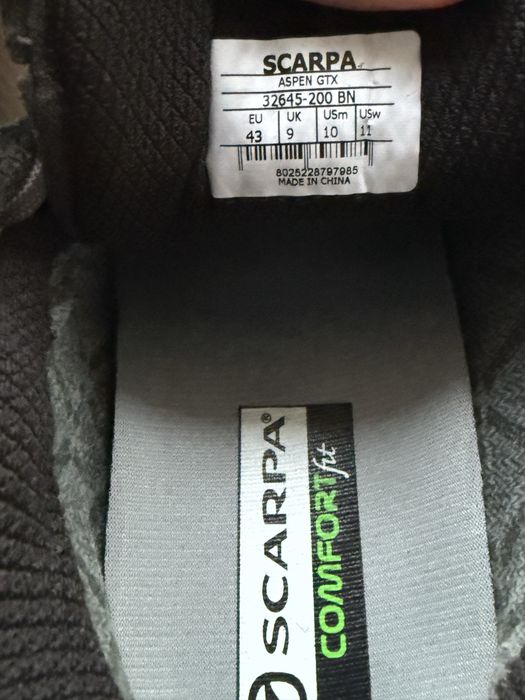 SCARPA
ASPEN GTX
32645-200 BN
EU UK USm USw
43 9 10 11
8025228797985
MADE IN CHINA
SCARPA®
COMFORT fit